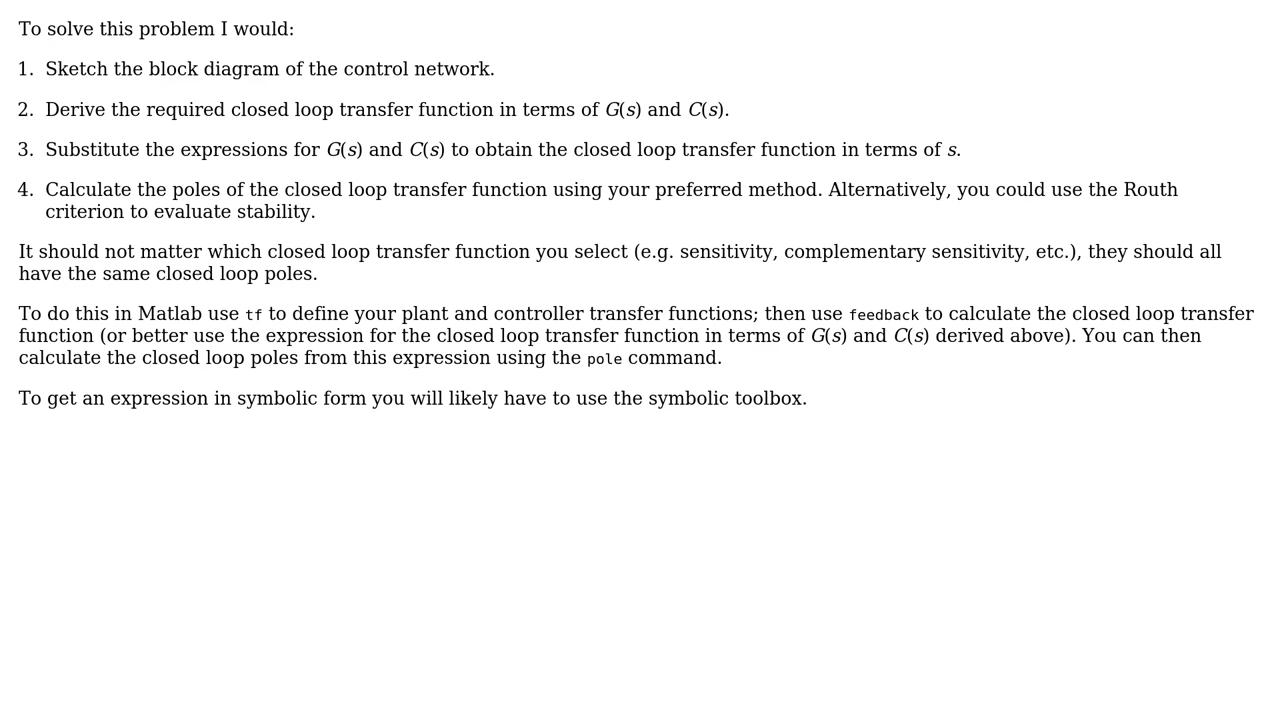 To solve this problem I would:
1. Sketch the block diagram of the control network.
2. Derive the required closed loop transfer function in terms of G(s) and C(s).
3. Substitute the expressions for G(s) and C(s) to obtain the closed loop transfer function in terms of s.
4. Calculate the poles of the closed loop transfer function using your preferred method. Alternatively, you could use the Routh
criterion to evaluate stability.
It should not matter which closed loop transfer function you select (e.g. sensitivity, complementary sensitivity, etc.), they should all
have the same closed loop poles.
To do this in Matlab use tf to define your plant and controller transfer functions; then use feedback to calculate the closed loop transfer
function (or better use the expression for the closed loop transfer function in terms of G(s) and C(s) derived above). You can then
calculate the closed loop poles from this expression using the pole command.
To get an expression in symbolic form you will likely have to use the symbolic toolbox.